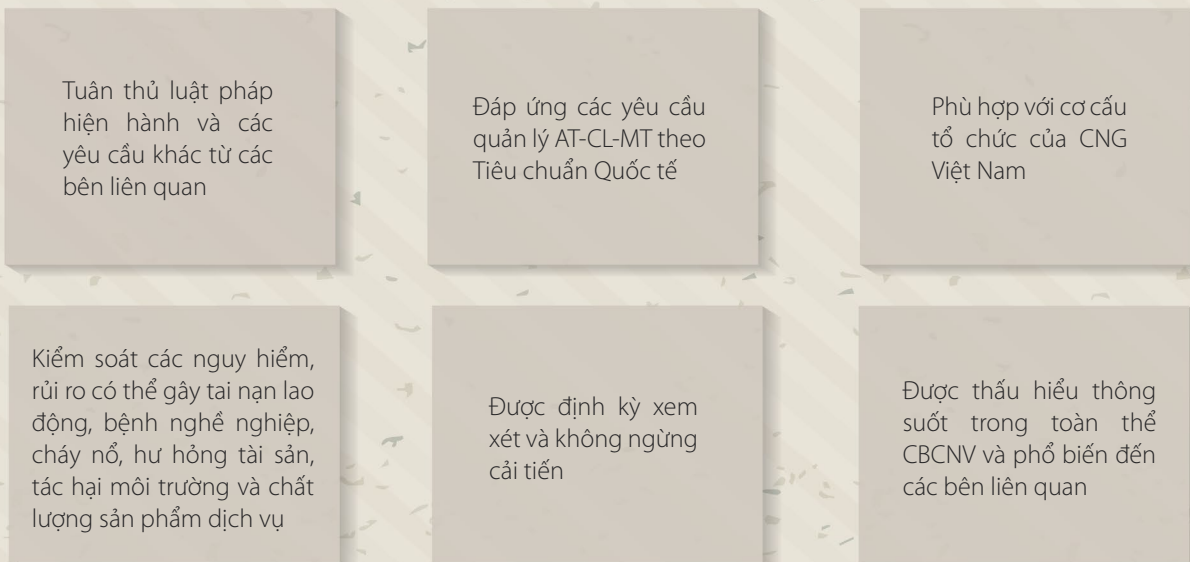 Tuân thủ luật pháp
hiện hành và các
yêu cầu khác từ các
bên liên quan
Đáp ứng các yêu cầu
quản lý AT-CL-MT theo
Tiêu chuẩn Quốc tế
Phù hợp với cơ cấu
tổ chức của CNG
Việt Nam
Kiểm soát các nguy hiểm,
rủi ro có thể gây tai nạn lao
động, bệnh nghề nghiệp,
cháy nổ, hư hỏng tài sản,
tác hại môi trường và chất
lượng sản phẩm dịch vụ
Được định kỳ xem
xét và không ngừng
cải tiến
Được thấu hiểu thông
suốt trong toàn thể
CBCNV và phổ biến đến
các bên liên quan